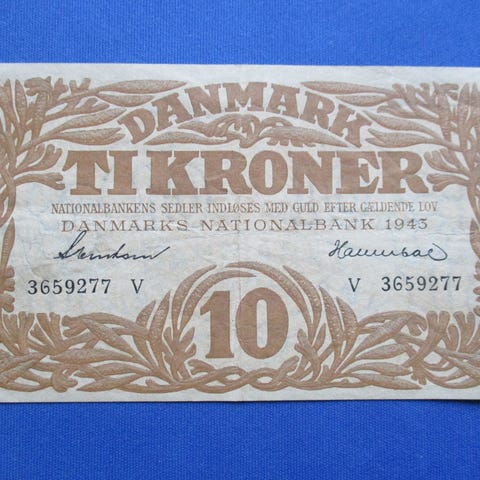 DANMARK
TI KRONER
NATIONALBANKENS SEDLER INDLØSES MED GULD EFTER GÆLDENDE LOV
DANMARKS NATIONALBANK 1943
3659277 V V 3659277
10